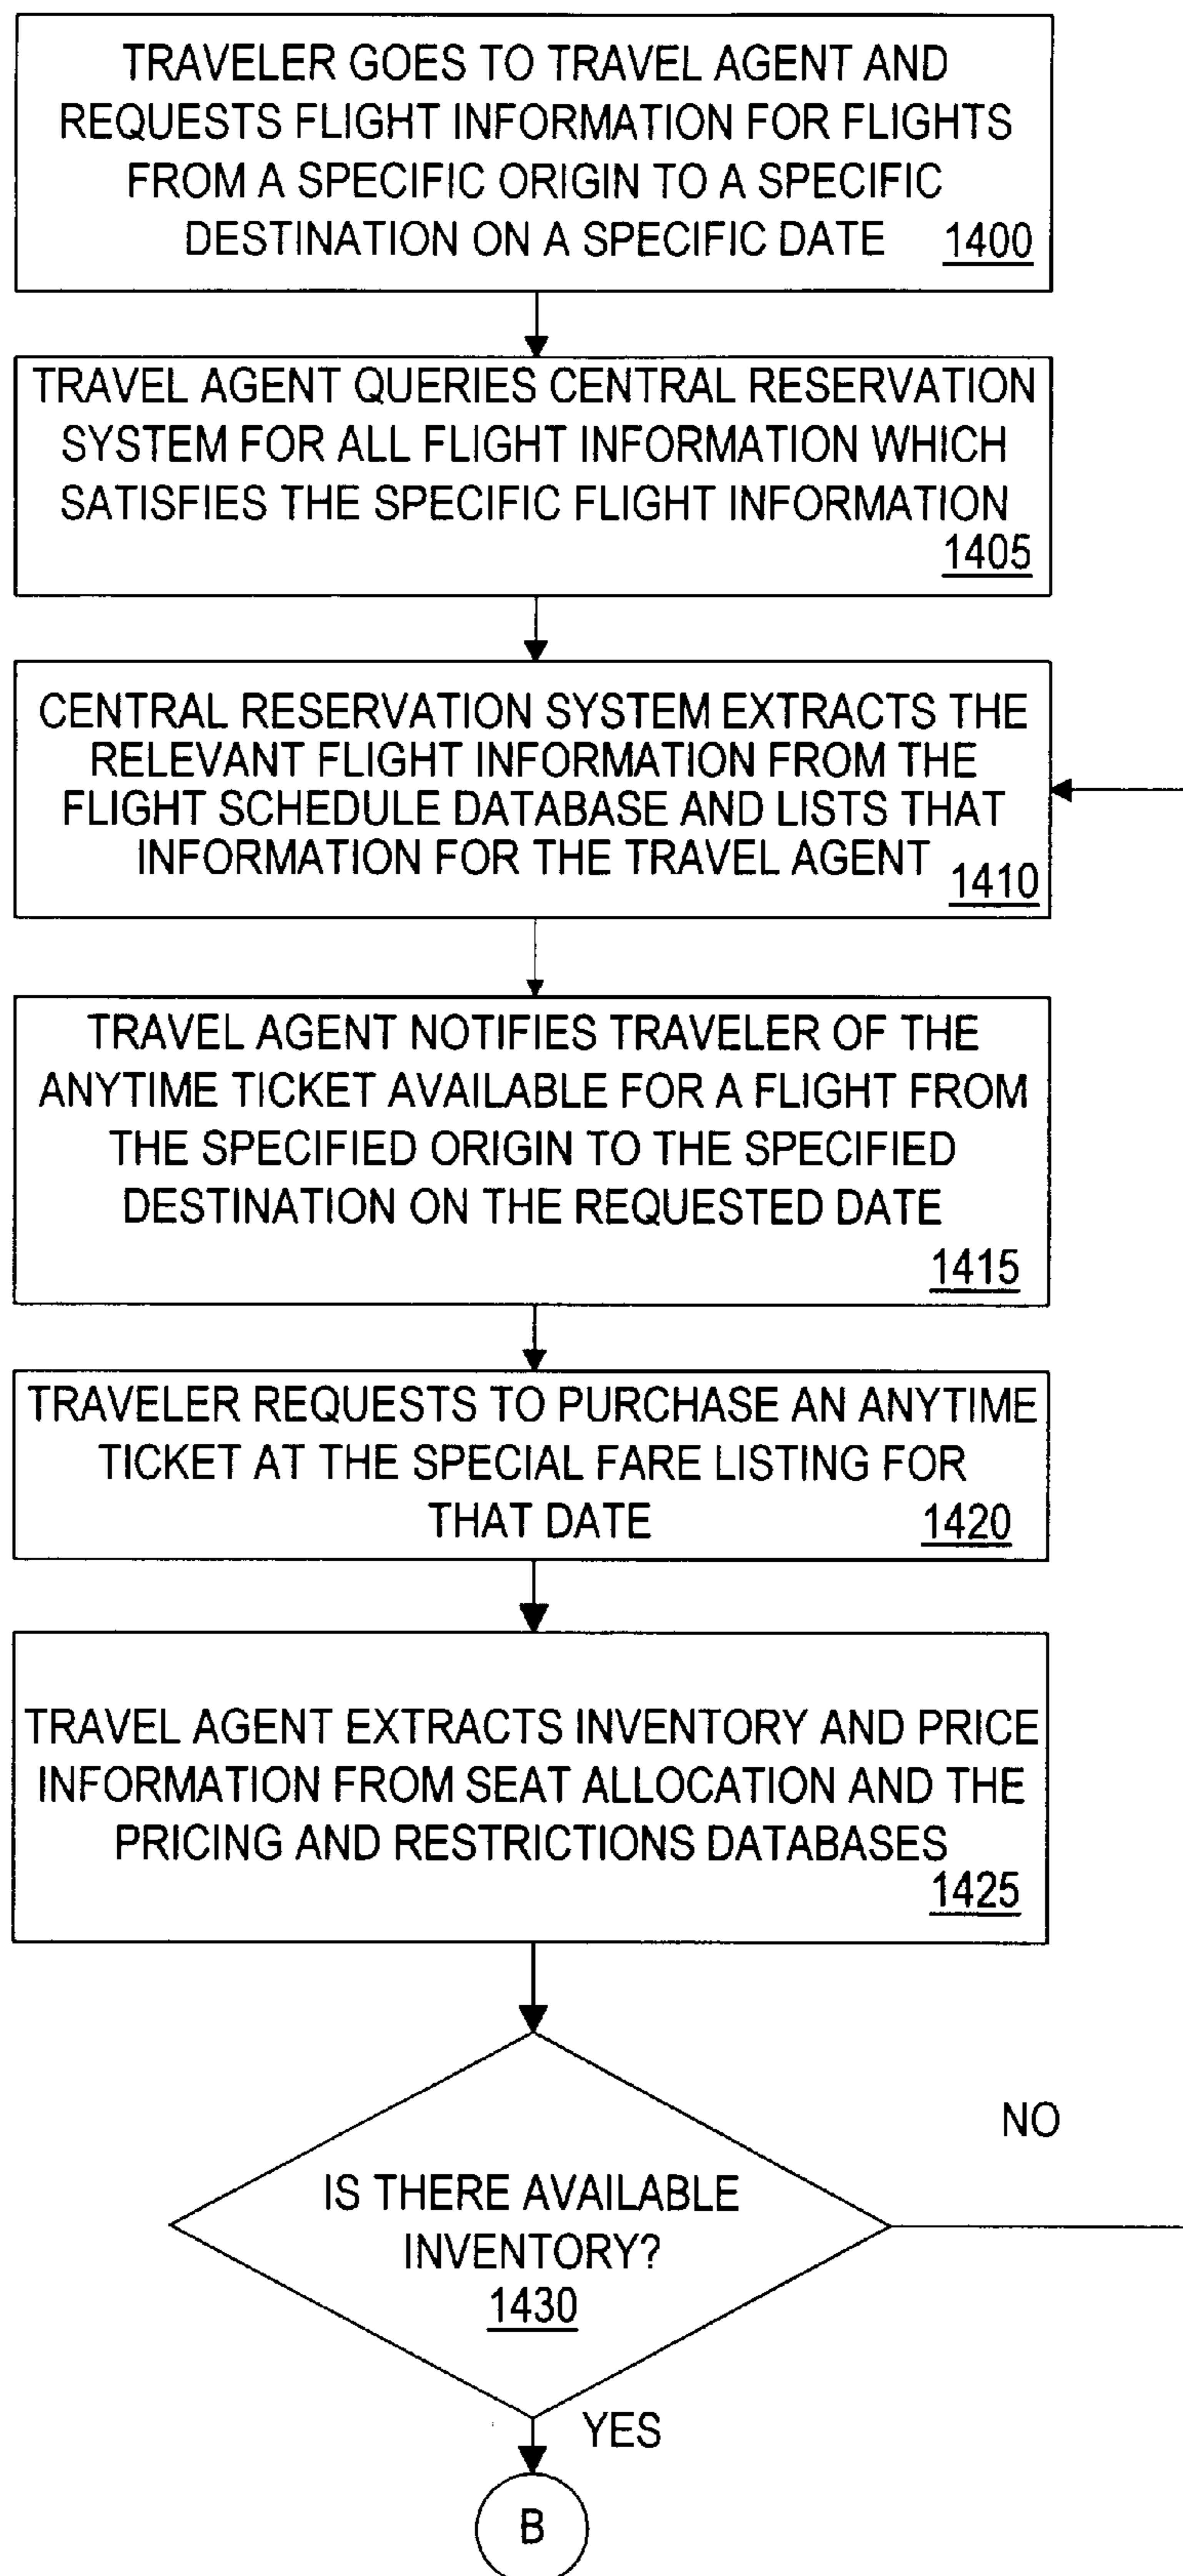 TRAVELER GOES TO TRAVEL AGENT AND
REQUESTS FLIGHT INFORMATION FOR FLIGHTS
FROM A SPECIFIC ORIGIN TO A SPECIFIC
DESTINATION ON A SPECIFIC DATE 1400
TRAVEL AGENT QUERIES CENTRAL RESERVATION
SYSTEM FOR ALL FLIGHT INFORMATION WHICH
SATISFIES THE SPECIFIC FLIGHT INFORMATION
1405
CENTRAL RESERVATION SYSTEM EXTRACTS THE
RELEVANT FLIGHT INFORMATION FROM THE
FLIGHT SCHEDULE DATABASE AND LISTS THAT
INFORMATION FOR THE TRAVEL AGENT 1410
TRAVEL AGENT NOTIFIES TRAVELER OF THE
ANYTIME TICKET AVAILABLE FOR A FLIGHT FROM
THE SPECIFIED ORIGIN TO THE SPECIFIED
DESTINATION ON THE REQUESTED DATE
1415
TRAVELER REQUESTS TO PURCHASE AN ANYTIME
TICKET AT THE SPECIAL FARE LISTING FOR
THAT DATE 1420
TRAVEL AGENT EXTRACTS INVENTORY AND PRICE
INFORMATION FROM SEAT ALLOCATION AND THE
PRICING AND RESTRICTIONS DATABASES
1425
NO
IS THERE AVAILABLE
INVENTORY?
1430
YES
B